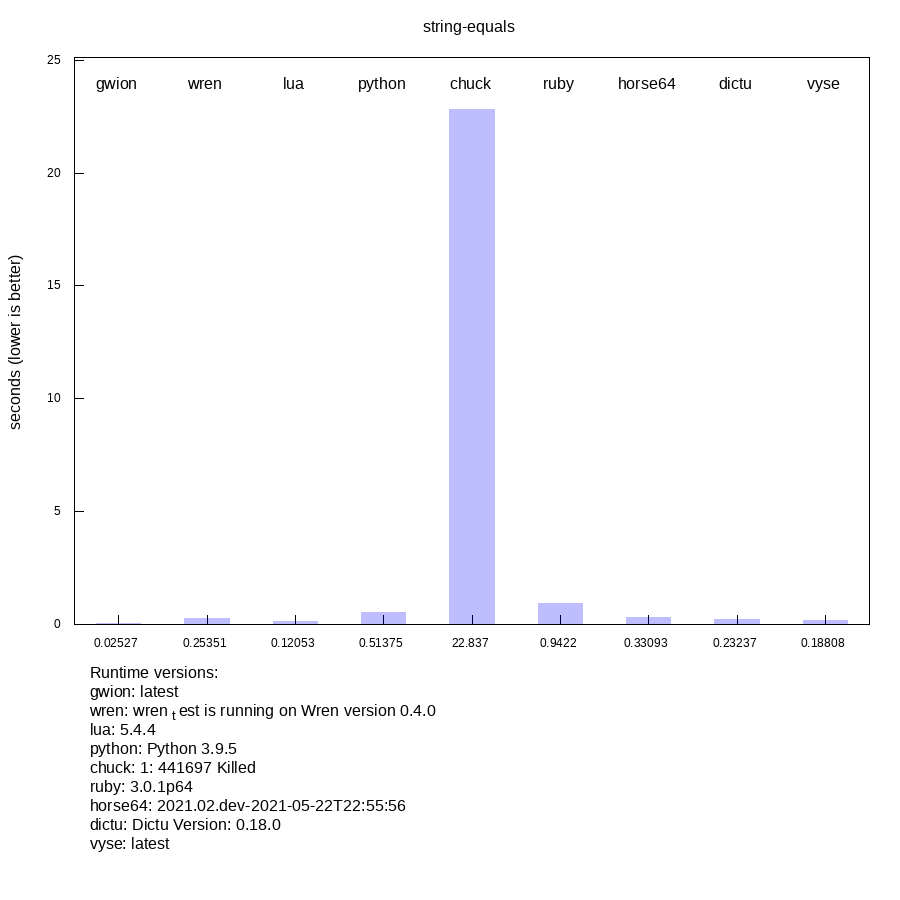 string-equals
25
gwion wren lua python chuck ruby horse64 dictu vyse
20
15
seconds (lower is better)
10
5
0
0.02527 0.25351 0.12053 0.51375 22.837 0.9422 0.33093 0.23237 0.18808
Runtime versions:
gwion: latest
wren: wren t est is running on Wren version 0.4.0
lua: 5.4.4
python: Python 3.9.5
chuck: 1: 441697 Killed
ruby: 3.0.1p64
horse64: 2021.02.dev-2021-05-22T22:55:56
dictu: Dictu Version: 0.18.0
vyse: latest